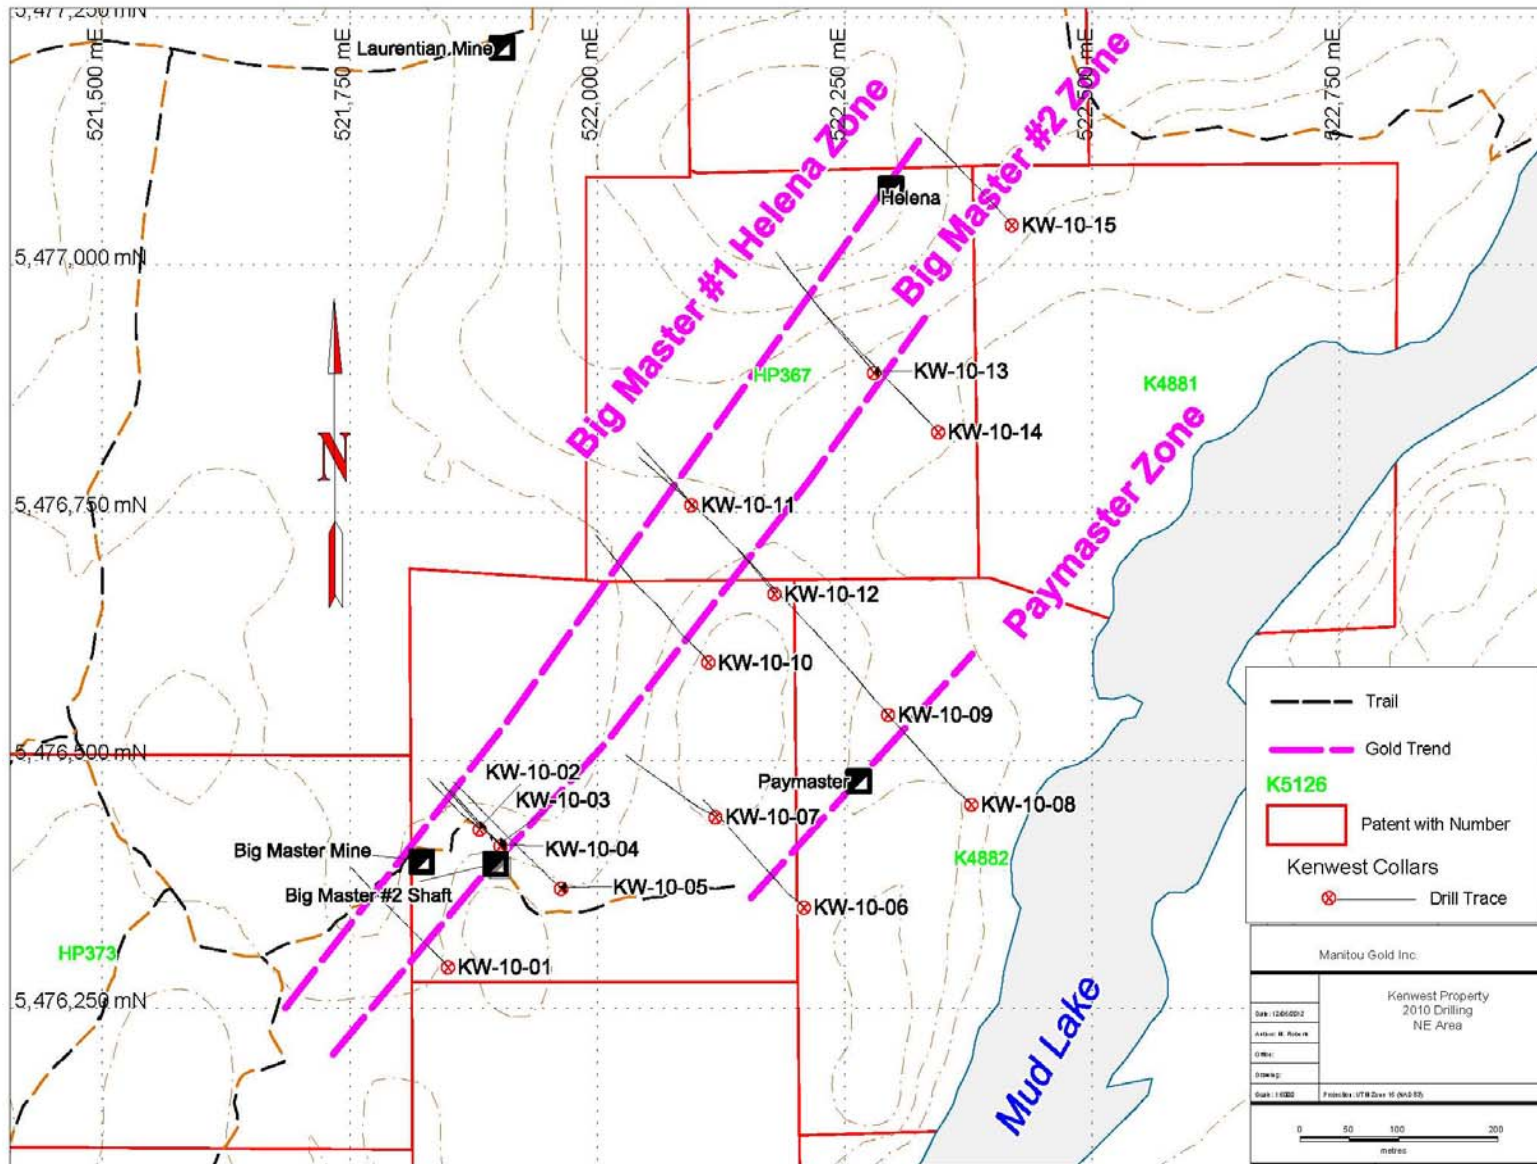 5,477,250 mN
Laurentian Mine
521,500 mE
521,750 mE
522,000 mE
522,250 mE
522,500 mE
522,750 mE
Big Master #1 Helena Zone
Big Master #2 Zone
Helena
KW-10-15
5,477,000 mN
HP367
KW-10-13
K4881
KW-10-14
Paymaster Zone
N
5,476,750 mN
KW-10-11
KW-10-12
KW-10-10
KW-10-09
5,476,500 mN
KW-10-02
KW-10-03
Paymaster
KW-10-08
KW-10-07
Big Master Mine
KW-10-04
K4882
Big Master #2 Shaft
KW-10-05
KW-10-06
HP373
KW-10-01
5,476,250 mN
Mud Lake
Trail
Gold Trend
K5126
Patent with Number
Kenwest Collars
Drill Trace
Manitou Gold Inc.
Kenwest Property
2010 Drilling
NE Area
Office:
Drawing:
0 50 100 200
metres